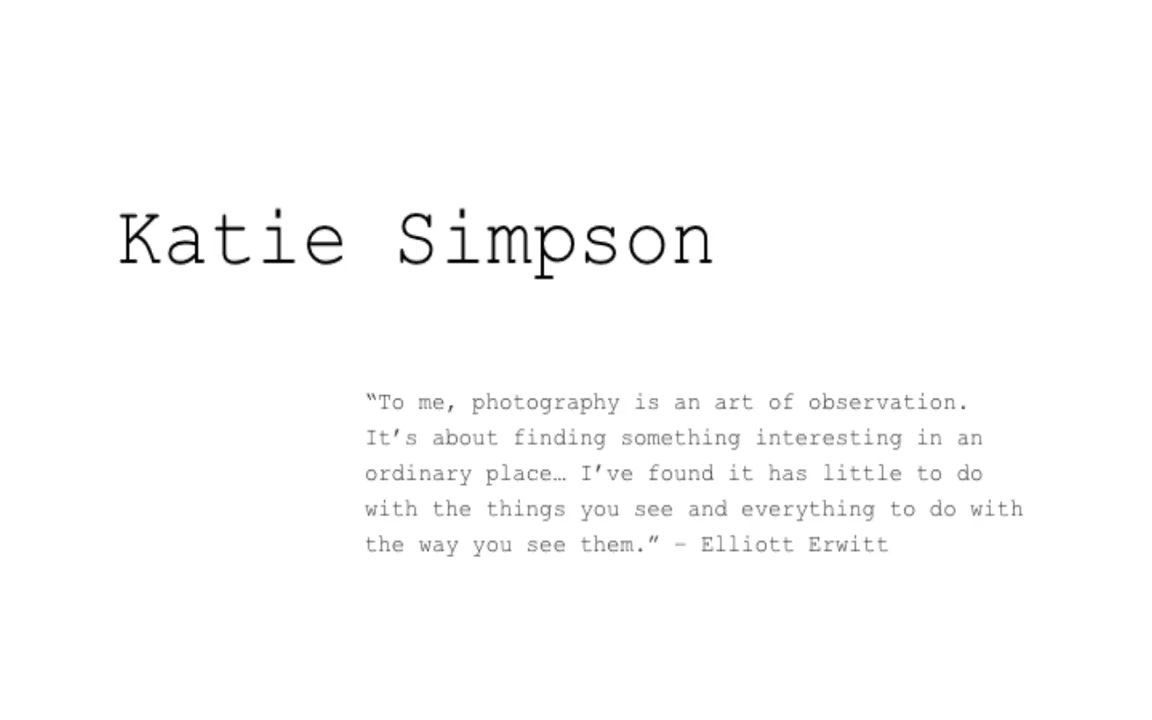 Katie Simpson
“To me, photography is an art of observation.
It’s about finding something interesting in an
ordinary place… I’ve found it has little to do
with the things you see and everything to do with
the way you see them.” – Elliott Erwitt